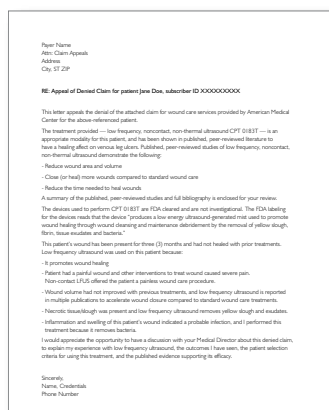 Payer Name
Attn: Claim Appeals
Address
City, ST ZIP
RE: Appeal of Denied Claim for patient Jane Doe, subscriber ID XXXXXXXXX
This letter appeals the denial of the attached claim for wound care services provided by American Medical
Center for the above-referenced patient.
The treatment provided — low frequency, noncontact, non-thermal ultrasound CPT 0183T — is an
appropriate modality for this patient, and has been shown in published, peer-reviewed literature to
have a healing affect on venous leg ulcers. Published, peer-reviewed studies of low frequency, noncontact,
non-thermal ultrasound demonstrate the following:
- Reduce wound area and volume
- Close (or heal) more wounds compared to standard wound care
- Reduce the time needed to heal wounds
A summary of the published, peer-reviewed studies and full bibliography is enclosed for your review.
The devices used to perform CPT 0183T are FDA cleared and are not investigational. The FDA labeling
for the devices reads that the device "produces a low energy ultrasound-generated mist used to promote
wound healing through wound cleansing and maintenance debridement by the removal of yellow slough,
fibrin, tissue exudates and bacteria."
This patient's wound has been present for three (3) months and had not healed with prior treatments.
Low frequency ultrasound was used on this patient because:
- It promotes wound healing
- Patient had a painful wound and other interventions to treat wound caused severe pain.
Non-contact LFUS offered the patient a painless wound care procedure.
- Wound volume had not improved with previous treatments, and low frequency ultrasound is reported
in multiple publications to accelerate wound closure compared to standard wound care treatments.
- Necrotic tissue/slough was present and low frequency ultrasound removes yellow slough and exudates.
- Inflammation and swelling of this patient's wound indicated a probable infection, and I performed this
treatment because it removes bacteria.
I would appreciate the opportunity to have a discussion with your Medical Director about this denied claim,
to explain my experience with low frequency ultrasound, the outcomes I have seen, the patient selection
criteria for using this treatment, and the published evidence supporting its efficacy.
Sincerely,
Name, Credentials
Phone Number